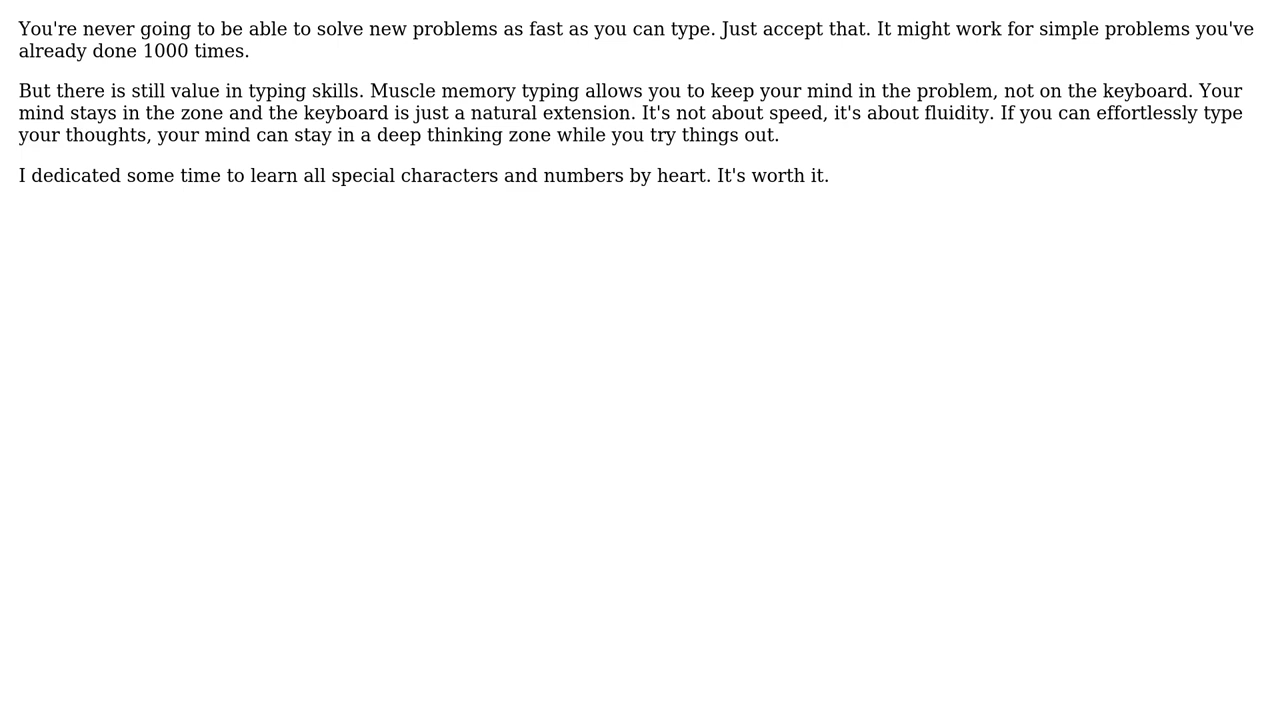 You're never going to be able to solve new problems as fast as you can type. Just accept that. It might work for simple problems you've
already done 1000 times.
But there is still value in typing skills. Muscle memory typing allows you to keep your mind in the problem, not on the keyboard. Your
mind stays in the zone and the keyboard is just a natural extension. It's not about speed, it's about fluidity. If you can effortlessly type
your thoughts, your mind can stay in a deep thinking zone while you try things out.
I dedicated some time to learn all special characters and numbers by heart. It's worth it.